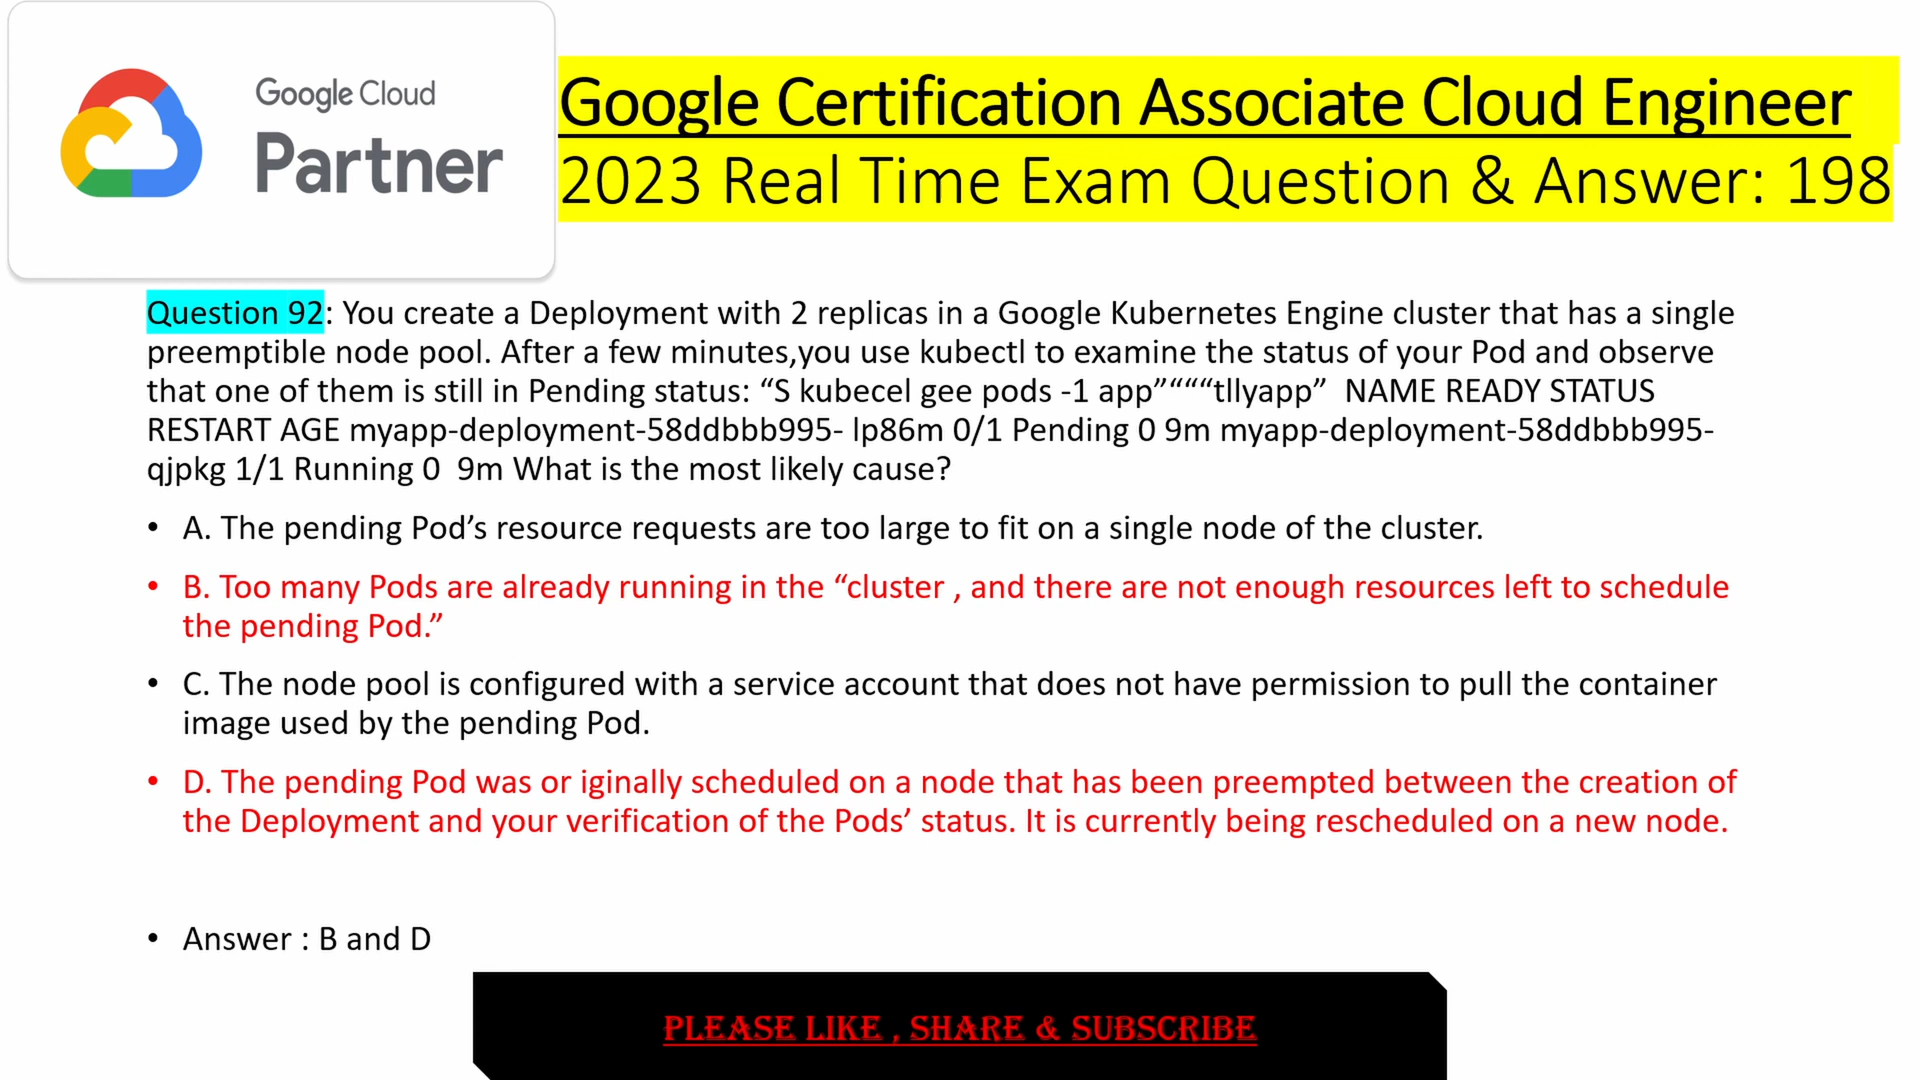 Google Cloud
Partner
Google Certification Associate Cloud Engineer
2023 Real Time Exam Question & Answer: 198
Question 92: You create a Deployment with 2 replicas in a Google Kubernetes Engine cluster that has a single
preemptible node pool. After a few minutes,you use kubectl to examine the status of your Pod and observe
that one of them is still in Pending status: “S kubecel gee pods -1 app”“““tllyapp”  NAME READY STATUS
RESTART AGE myapp-deployment-58ddbbb995- lp86m 0/1 Pending 0 9m myapp-deployment-58ddbbb995-
qjpkg 1/1 Running 0  9m What is the most likely cause?
• A. The pending Pod’s resource requests are too large to fit on a single node of the cluster.
• B. Too many Pods are already running in the “cluster , and there are not enough resources left to schedule
the pending Pod.”
• C. The node pool is configured with a service account that does not have permission to pull the container
image used by the pending Pod.
• D. The pending Pod was or iginally scheduled on a node that has been preempted between the creation of
the Deployment and your verification of the Pods’ status. It is currently being rescheduled on a new node.
• Answer : B and D
PLEASE LIKE , SHARE & SUBSCRIBE